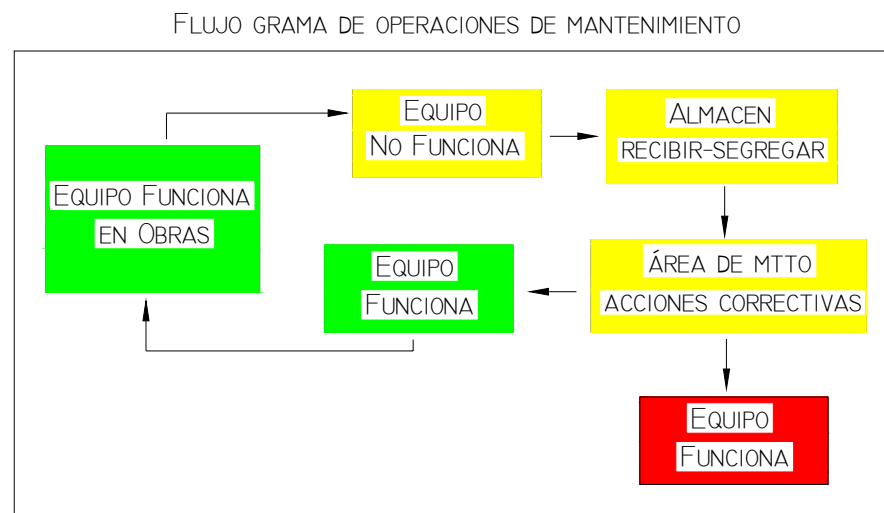 FLUJO GRAMA DE OPERACIONES DE MANTENIMIENTO
EQUIPO
NO FUNCIONA
ALMACEN
RECIBIR-SEGREGAR
EQUIPO FUNCIONA
EN OBRAS
EQUIPO
FUNCIONA
ÁREA DE MTTO
ACCIONES CORRECTIVAS
EQUIPO
FUNCIONA